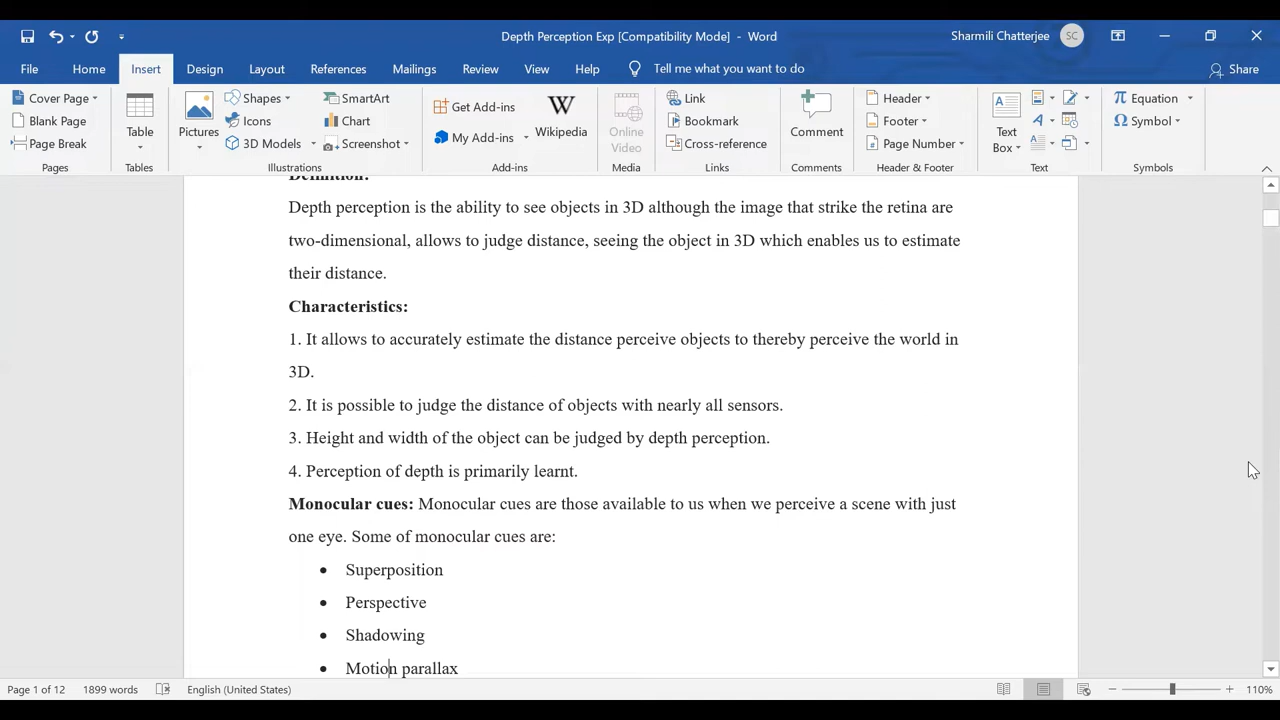 Depth Perception Exp [Compatibility Mode] - Word
Sharmili Chatterjee SC
File Home Insert Design Layout References Mailings Review View Help Tell me what you want to do Share
Cover Page
Blank Page
Page Break
Pages
Table
Tables
Pictures
Shapes
Icons
3D Models
SmartArt
Chart
Screenshot
Illustrations
Get Add-ins
My Add-ins
W
Wikipedia
Add-ins
Online
Video
Media
Link
Bookmark
Cross-reference
Links
Comment
Comments
Header
Footer
Page Number
Header & Footer
Text
Box
Text
Equation
Symbol
Symbols
Definition:
Depth perception is the ability to see objects in 3D although the image that strike the retina are
two-dimensional, allows to judge distance, seeing the object in 3D which enables us to estimate
their distance.
Characteristics:
1. It allows to accurately estimate the distance perceive objects to thereby perceive the world in
3D.
2. It is possible to judge the distance of objects with nearly all sensors.
3. Height and width of the object can be judged by depth perception.
4. Perception of depth is primarily learnt.
Monocular cues: Monocular cues are those available to us when we perceive a scene with just
one eye. Some of monocular cues are:
• Superposition
• Perspective
• Shadowing
• Motion parallax
Page 1 of 12 1899 words English (United States) 110%